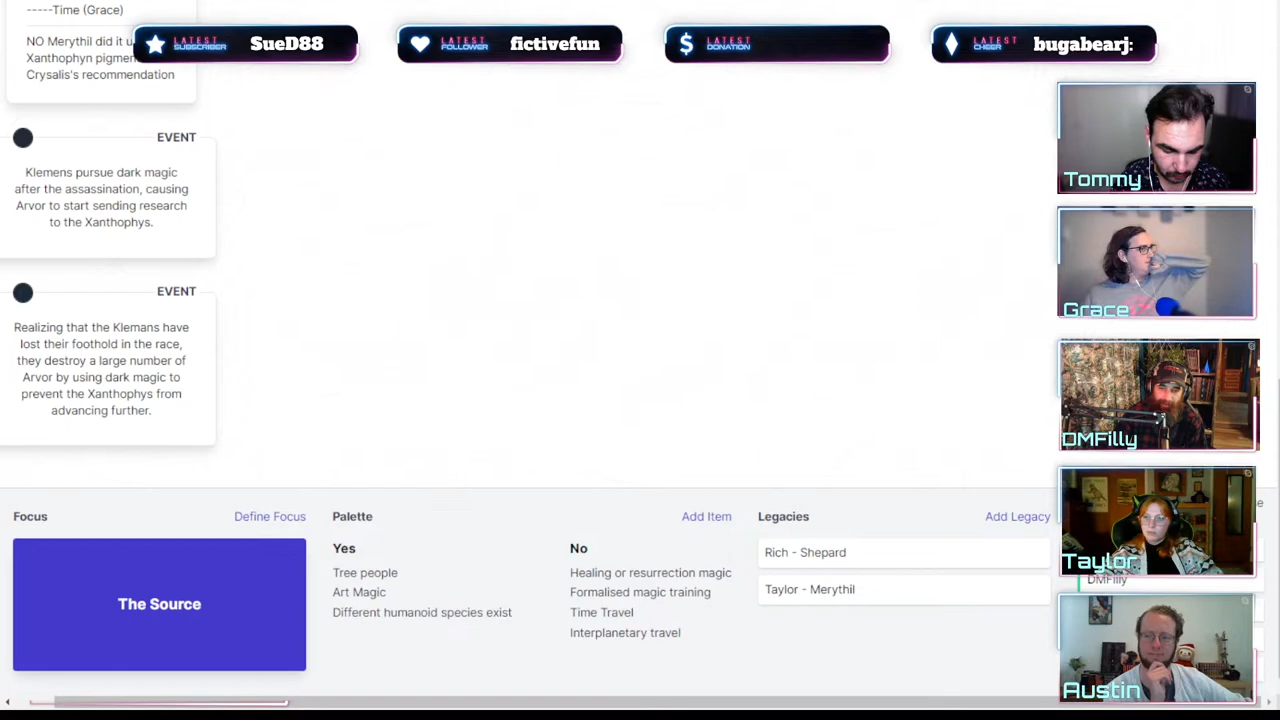 -----Time (Grace)
NO Merythil did it u
Xanthophyn pigmen
Crysalis's recommendation
LATEST
SUBSCRIBER
SueD88
LATEST
FOLLOWER
fictivefun
LATEST
DONATION
LATEST
CHEER
bugabearj:
EVENT
Klemens pursue dark magic
after the assassination, causing
Arvor to start sending research
to the Xanthophys.
EVENT
Realizing that the Klemans have
lost their foothold in the race,
they destroy a large number of
Arvor by using dark magic to
prevent the Xanthophys from
advancing further.
Tommy
Grace
DMFilly
Taylor
DMFilly
Austin
Focus
Define Focus
The Source
Palette
Add Item
Yes
Tree people
Art Magic
Different humanoid species exist
No
Healing or resurrection magic
Formalised magic training
Time Travel
Interplanetary travel
Legacies
Add Legacy
Rich - Shepard
Taylor - Merythil